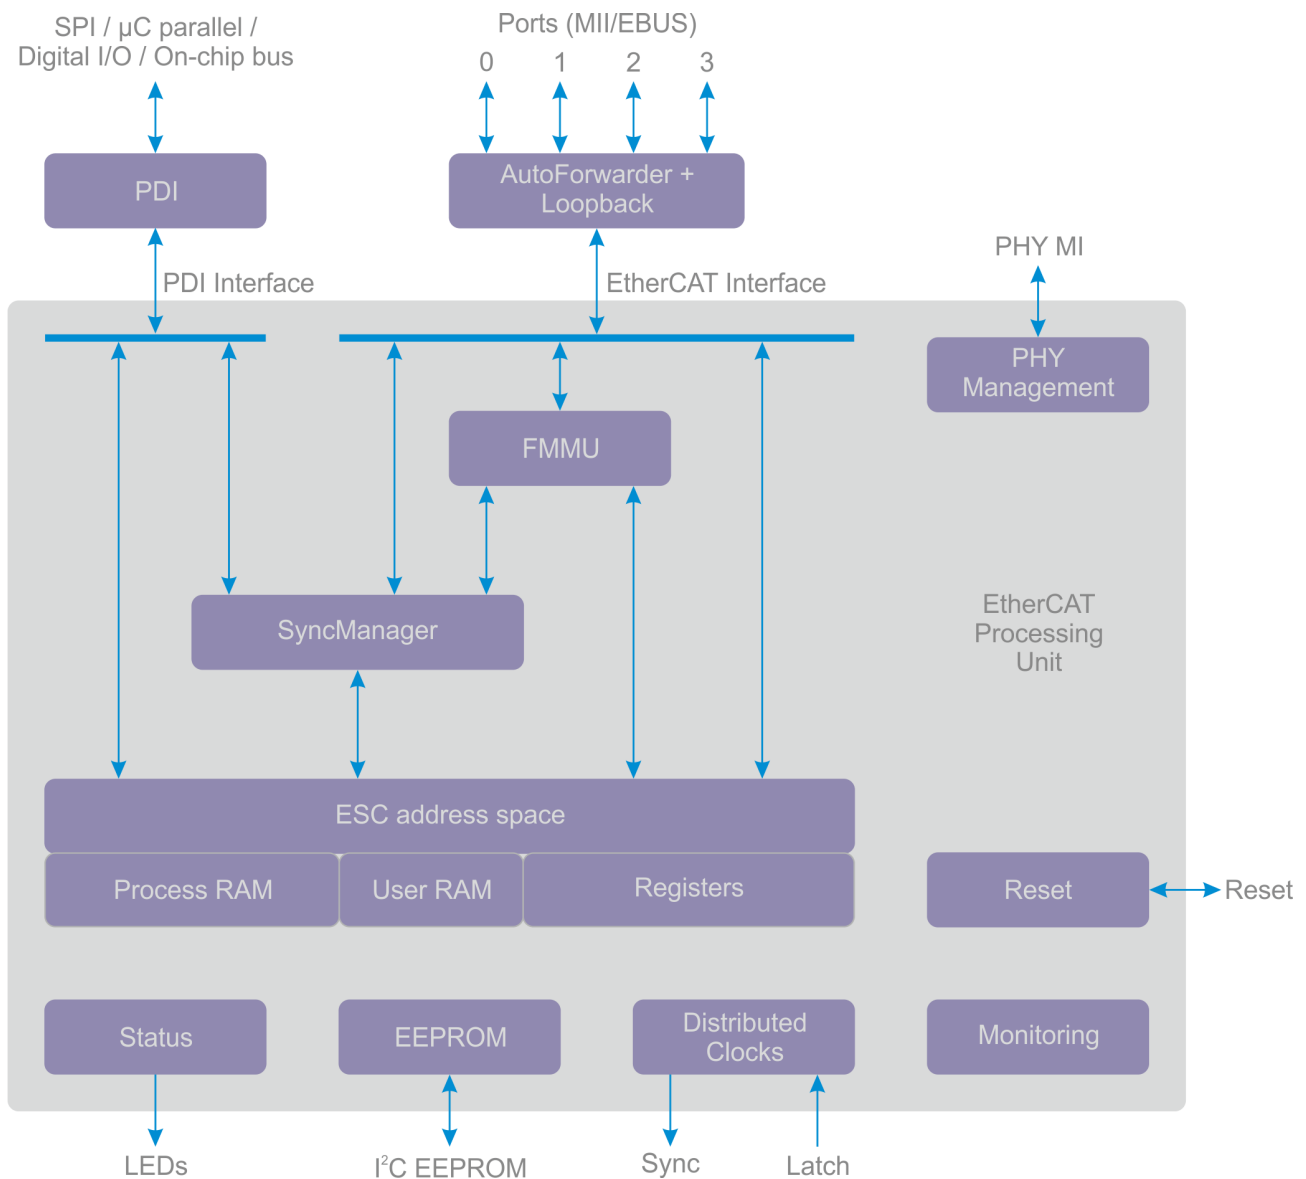 SPI / µC parallel /
Digital I/O / On-chip bus
Ports (MII/EBUS)
0 1 2 3
PDI
AutoForwarder +
Loopback
PHY MI
PDI Interface
EtherCAT Interface
PHY
Management
FMMU
SyncManager
EtherCAT
Processing
Unit
ESC address space
Process RAM
User RAM
Registers
Reset
Reset
Status
EEPROM
Distributed
Clocks
Monitoring
LEDs
I²C EEPROM
Sync
Latch